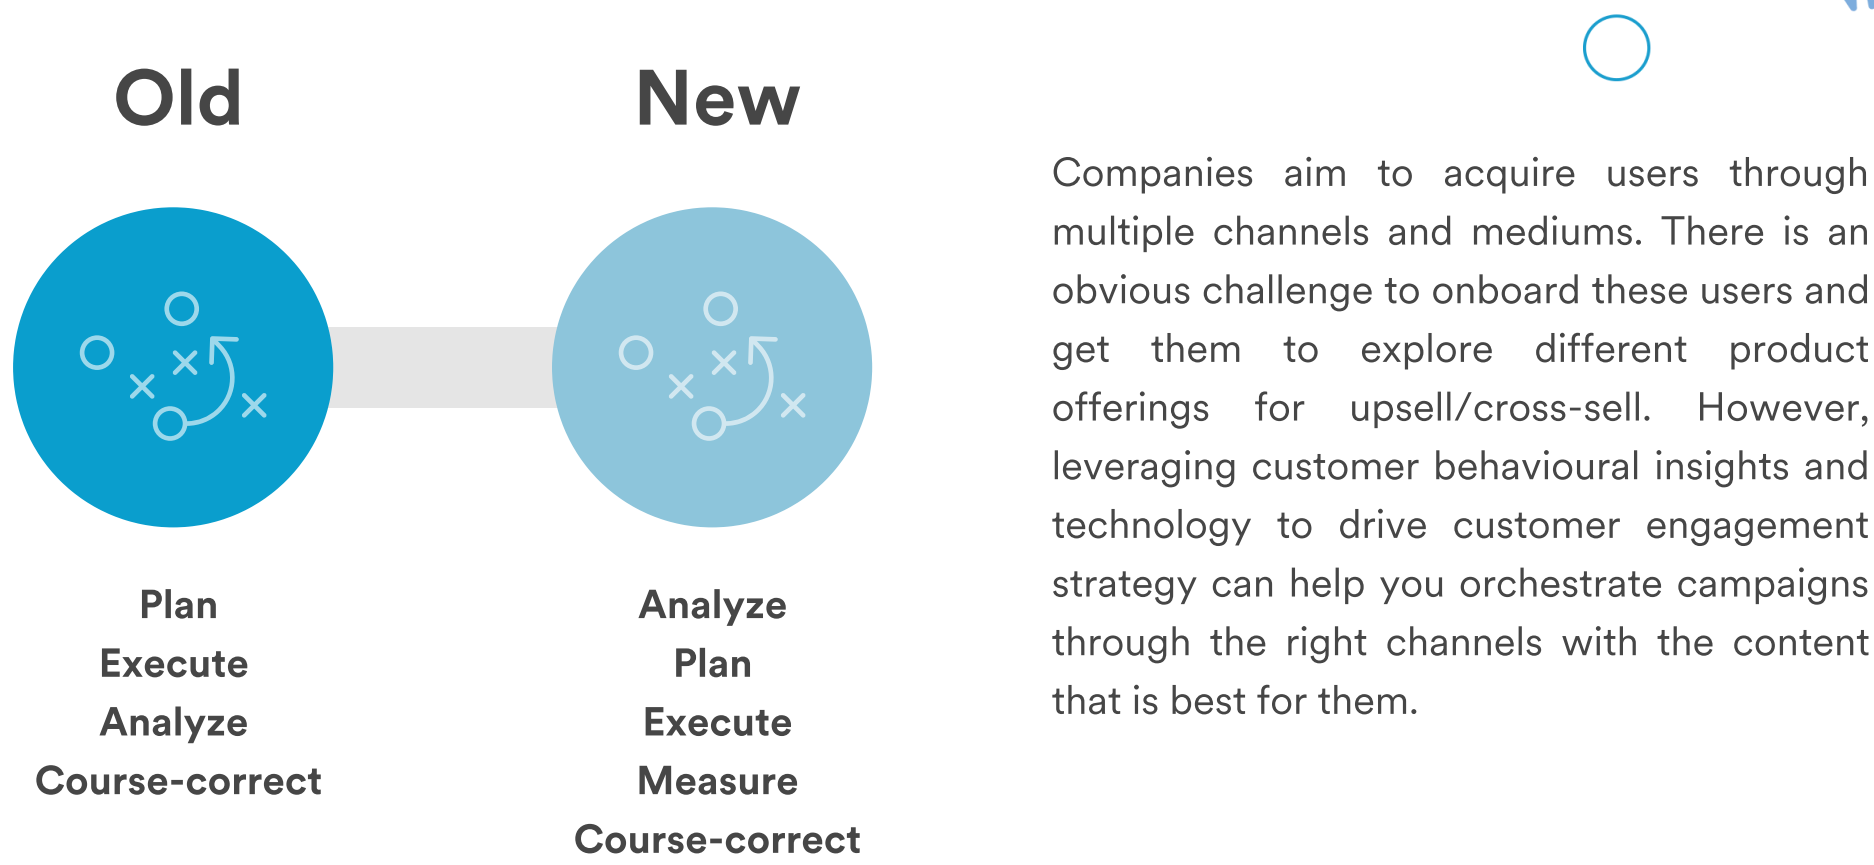 Old
Plan
Execute
Analyze
Course-correct
New
Analyze
Plan
Execute
Measure
Course-correct
Companies aim to acquire users through
multiple channels and mediums. There is an
obvious challenge to onboard these users and
get them to explore different product
offerings for upsell/cross-sell. However,
leveraging customer behavioural insights and
technology to drive customer engagement
strategy can help you orchestrate campaigns
through the right channels with the content
that is best for them.